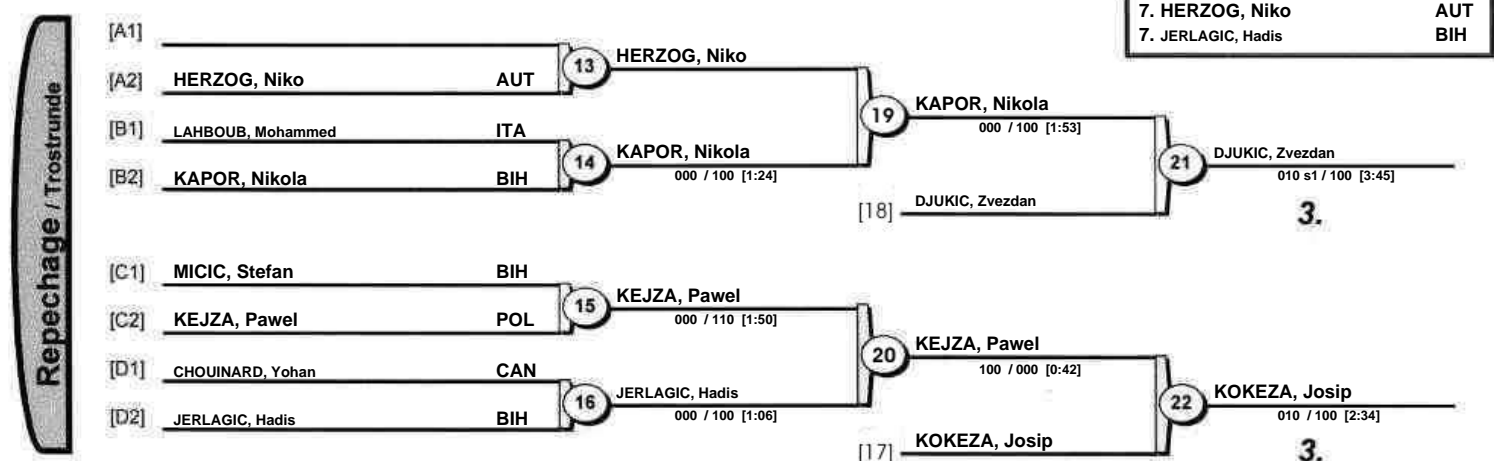 7. HERZOG, Niko AUT
7. JERLAGIC, Hadis BIH
Repechage / Trostrunde
[A1]
[A2] HERZOG, Niko AUT
13
HERZOG, Niko
[B1] LAHBOUB, Mohammed ITA
[B2] KAPOR, Nikola BIH
14
KAPOR, Nikola
000 / 100 [1:24]
19
KAPOR, Nikola
000 / 100 [1:53]
[18] DJUKIC, Zvezdan
21
DJUKIC, Zvezdan
010 s1 / 100 [3:45]
3.
[C1] MICIC, Stefan BIH
[C2] KEJZA, Pawel POL
15
KEJZA, Pawel
000 / 110 [1:50]
[D1] CHOUINARD, Yohan CAN
[D2] JERLAGIC, Hadis BIH
16
JERLAGIC, Hadis
000 / 100 [1:06]
20
KEJZA, Pawel
100 / 000 [0:42]
[17] KOKEZA, Josip
22
KOKEZA, Josip
010 / 100 [2:34]
3.